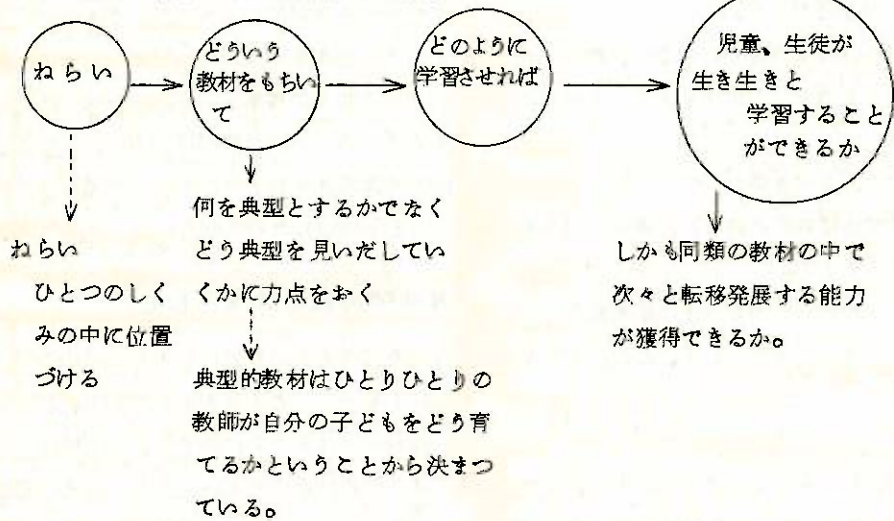 ねらい
どういう
教材をもちい
て
どのように
学習させれば
児童、生徒が
生き生きと
学習すること
ができるか
ねらい
ひとつのしく
みの中に位置
づける
何を典型とするかでなく
どう典型を見いだしてい
くかに力点をおく
典型的教材はひとりひとりの
教師が自分の子どもをどう育
てるかということから決まつ
ている。
しかも同類の教材の中で
次々と転移発展する能力
が獲得できるか。